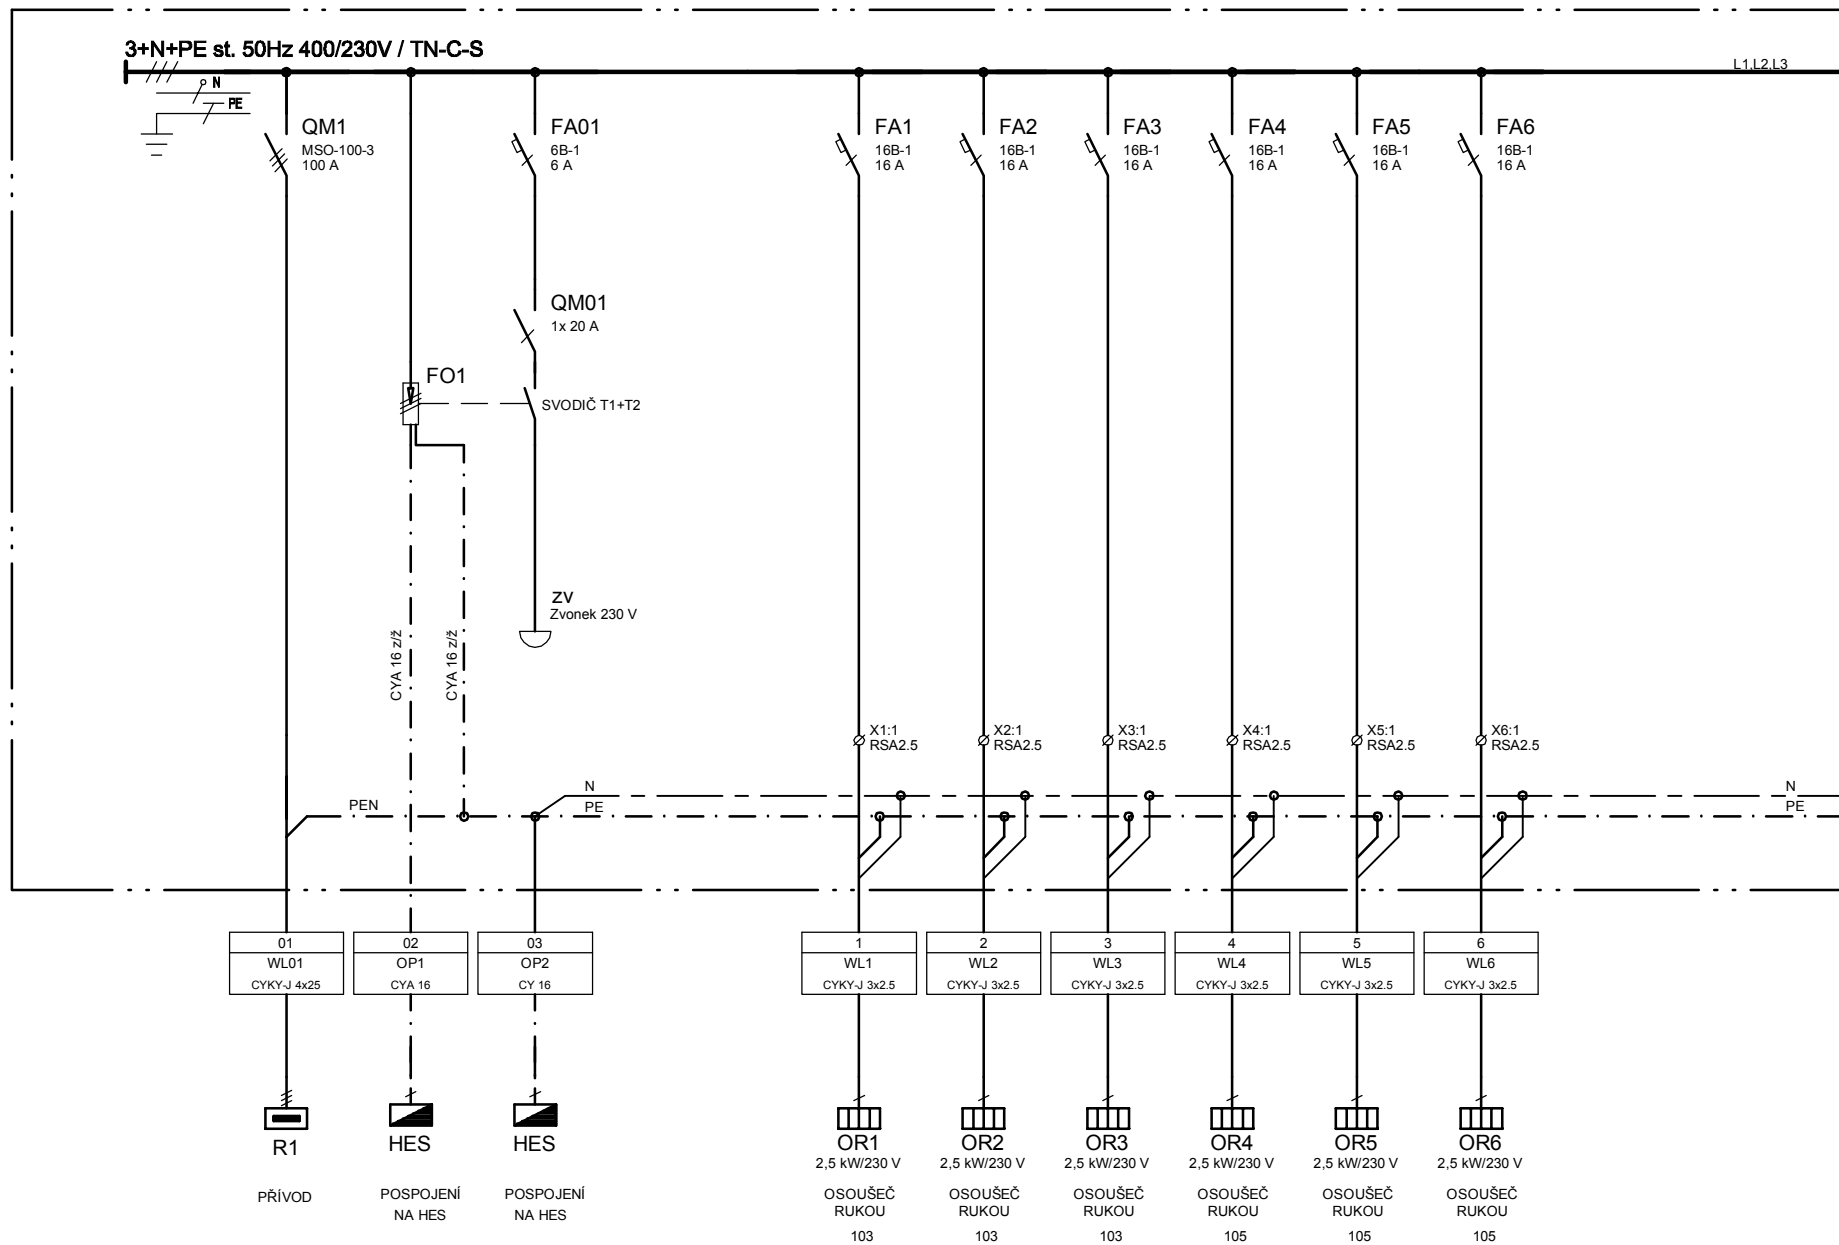 3+N+PE st. 50Hz 400/230V / TN-C-S
L1,L2,L3
N
PE
QM1
MSO-100-3
100 A
FA01
6B-1
6 A
FA1
16B-1
16 A
FA2
16B-1
16 A
FA3
16B-1
16 A
FA4
16B-1
16 A
FA5
16B-1
16 A
FA6
16B-1
16 A
QM01
1x 20 A
FO1
SVODIČ T1+T2
ZV
Zvonek 230 V
CYA 16 z/ž
CYA 16 z/ž
X1:1
RSA2.5
X2:1
RSA2.5
X3:1
RSA2.5
X4:1
RSA2.5
X5:1
RSA2.5
X6:1
RSA2.5
PEN
N
PE
N
PE
01
WL01
CYKY-J 4x25
02
OP1
CYA 16
03
OP2
CY 16
1
WL1
CYKY-J 3x2.5
2
WL2
CYKY-J 3x2.5
3
WL3
CYKY-J 3x2.5
4
WL4
CYKY-J 3x2.5
5
WL5
CYKY-J 3x2.5
6
WL6
CYKY-J 3x2.5
R1
PŘÍVOD
HES
POSPOJENÍ
NA HES
HES
POSPOJENÍ
NA HES
OR1
2,5 kW/230 V
OSOUŠEČ
RUKOU
103
OR2
2,5 kW/230 V
OSOUŠEČ
RUKOU
103
OR3
2,5 kW/230 V
OSOUŠEČ
RUKOU
103
OR4
2,5 kW/230 V
OSOUŠEČ
RUKOU
105
OR5
2,5 kW/230 V
OSOUŠEČ
RUKOU
105
OR6
2,5 kW/230 V
OSOUŠEČ
RUKOU
105